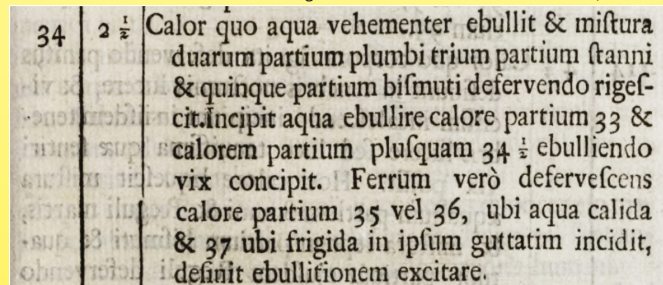 34 2 ½ Calor quo aqua vehementer ebullit & miſtura
duarum partium plumbi trium partium ſtanni
& quinque partium biſmuti defervendo rigeſ-
cit.Incipit aqua ebullire calore partium 33 &
calorem partium pluſquam 34 ½ ebulliendo
vix concipit. Ferrum verò deferveſcens
calore partium 35 vel 36, ubi aqua calida
& 37 ubi frigida in ipſum guttatim incidit,
deſinit ebullitionem excitare.